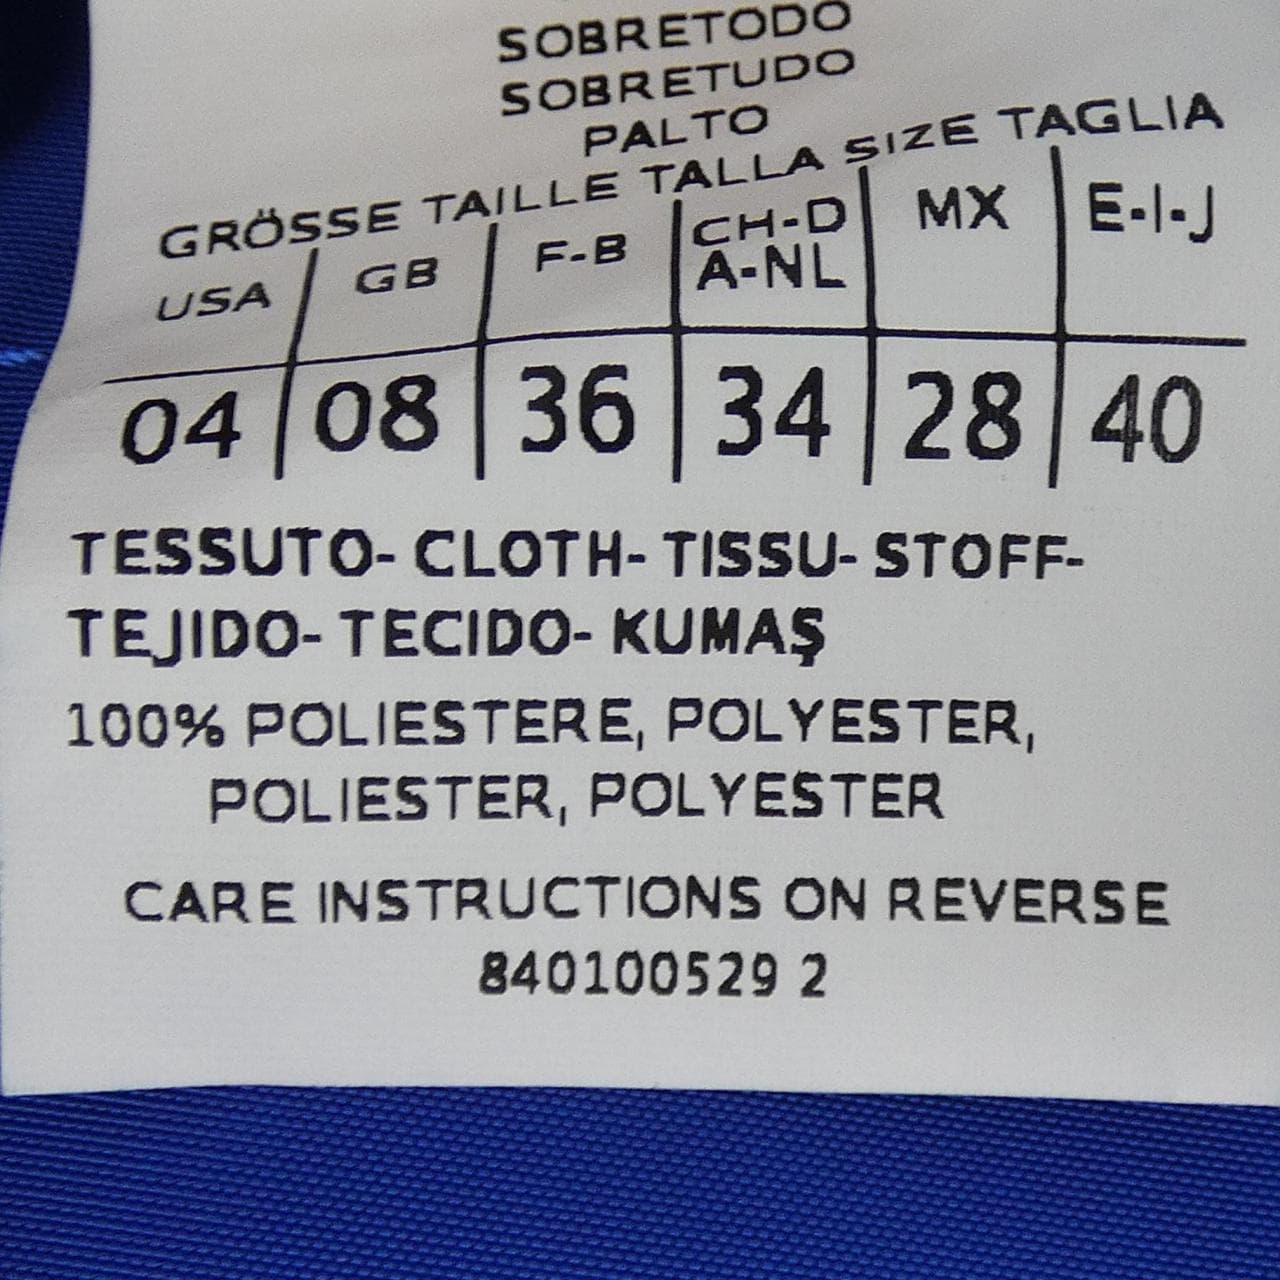 SOBRETODO
SOBRETUDO
PALTO
GRÖSSE TAILLE TALLA SIZE TAGLIA
USA GB F-B CH-D A-NL MX E-I-J
04 08 36 34 28 40
TESSUTO- CLOTH- TISSU- STOFF-
TEJIDO- TECIDO- KUMAŞ
100% POLIESTERE, POLYESTER,
POLIESTER, POLYESTER
CARE INSTRUCTIONS ON REVERSE
840100529 2